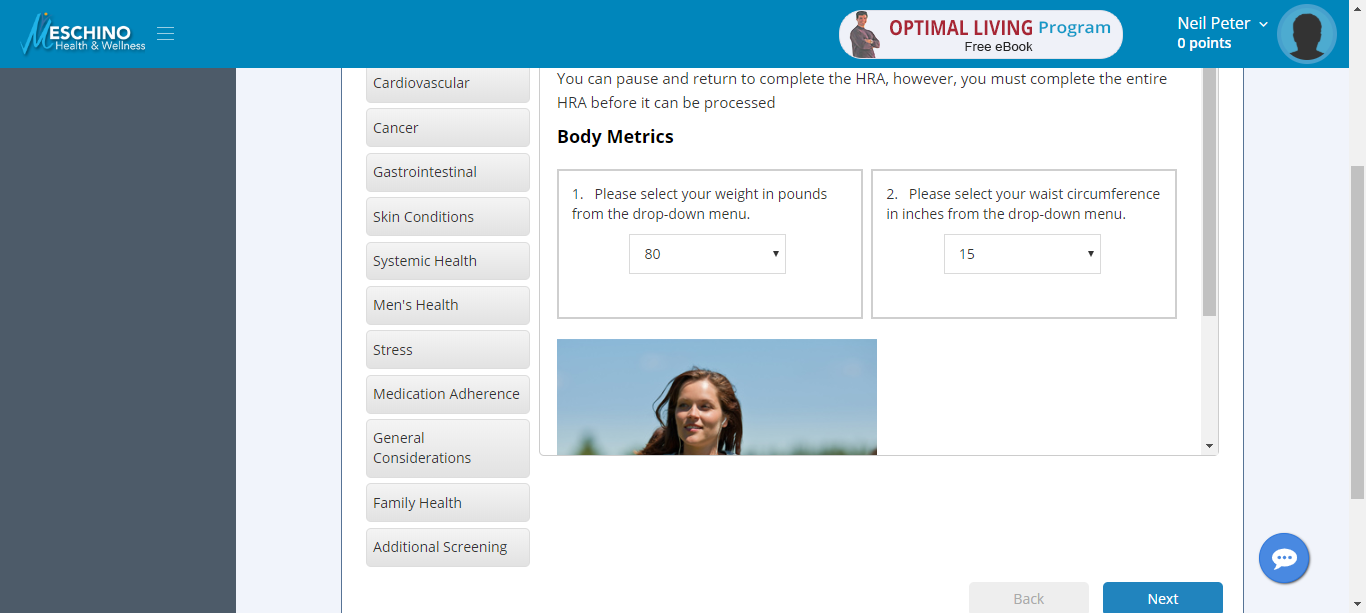 MESCHINO
Health & Wellness
OPTIMAL LIVING Program
Free eBook
Neil Peter
0 points
Cardiovascular
Cancer
Gastrointestinal
Skin Conditions
Systemic Health
Men's Health
Stress
Medication Adherence
General
Considerations
Family Health
Additional Screening
You can pause and return to complete the HRA, however, you must complete the entire
HRA before it can be processed
Body Metrics
1. Please select your weight in pounds
from the drop-down menu.
80
2. Please select your waist circumference
in inches from the drop-down menu.
15
Back
Next